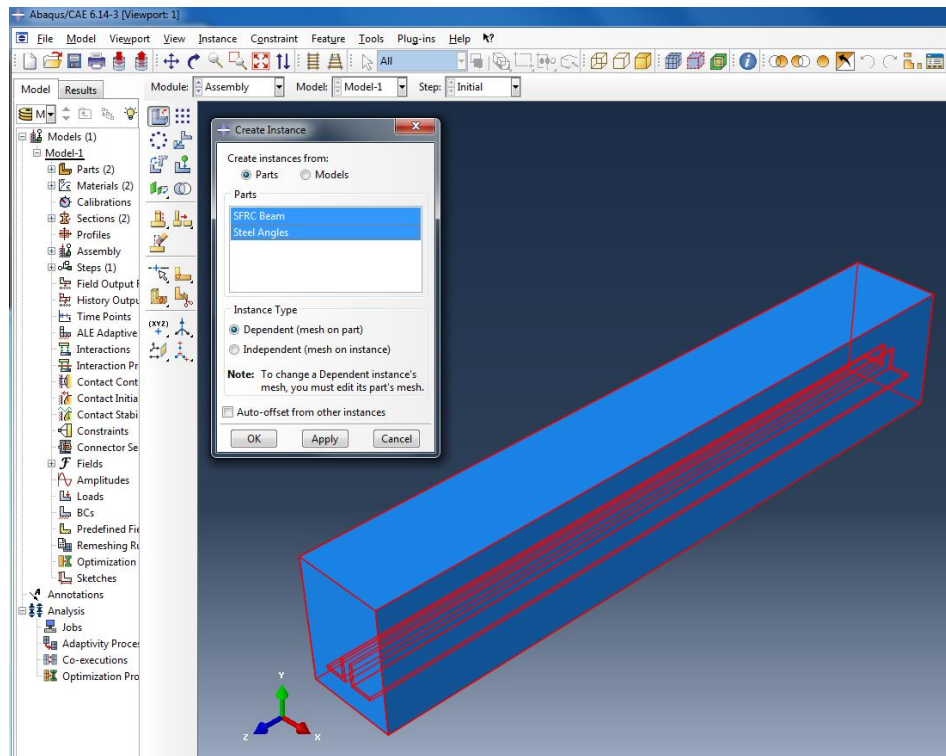 Abaqus/CAE 6.14-3 [Viewport: 1]
File Model Viewport View Instance Constraint Feature Tools Plug-ins Help
All
Model Results
Module: Assembly Model: Model-1 Step: Initial
Models (1)
Model-1
Parts (2)
Materials (2)
Calibrations
Sections (2)
Profiles
Assembly
Steps (1)
Field Output
History Outpu
Time Points
ALE Adaptive
Interactions
Interaction Pr
Contact Cont
Contact Initia
Contact Stabi
Constraints
Connector Se
Fields
Amplitudes
Loads
BCs
Predefined Fie
Remeshing Ru
Optimization
Sketches
Annotations
Analysis
Jobs
Adaptivity Proce
Co-executions
Optimization Pro
(XYZ)
Create Instance
Create instances from:
Parts Models
Parts
SFRC Beam
Steel Angles
Instance Type
Dependent (mesh on part)
Independent (mesh on instance)
Note: To change a Dependent instance's
mesh, you must edit its part's mesh.
Auto-offset from other instances
OK Apply Cancel
Y
Z X